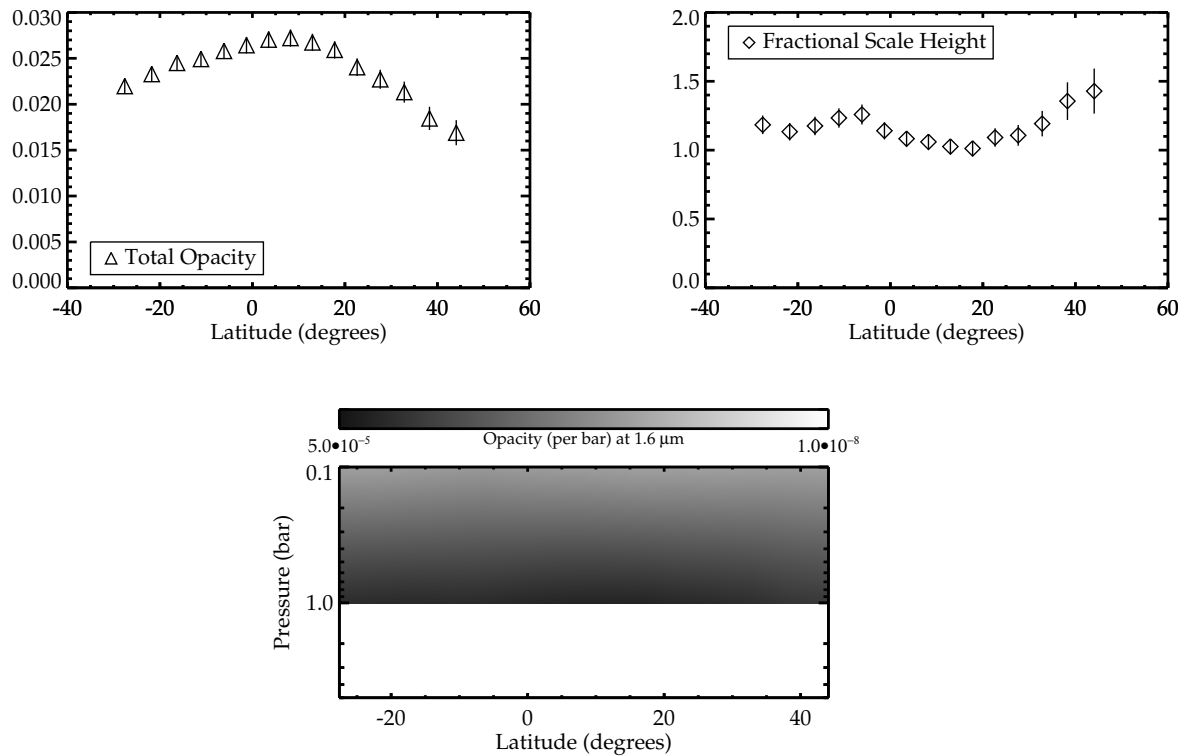 0.030
0.025
0.020
0.015
0.010
0.005
0.000
△ Total Opacity
-40 -20 0 20 40 60
Latitude (degrees)
2.0
1.5
1.0
0.5
0.0
◇ Fractional Scale Height
-40 -20 0 20 40 60
Latitude (degrees)
5.0•10⁻⁵ Opacity (per bar) at 1.6 µm 1.0•10⁻⁸
0.1
1.0
Pressure (bar)
-20 0 20 40
Latitude (degrees)